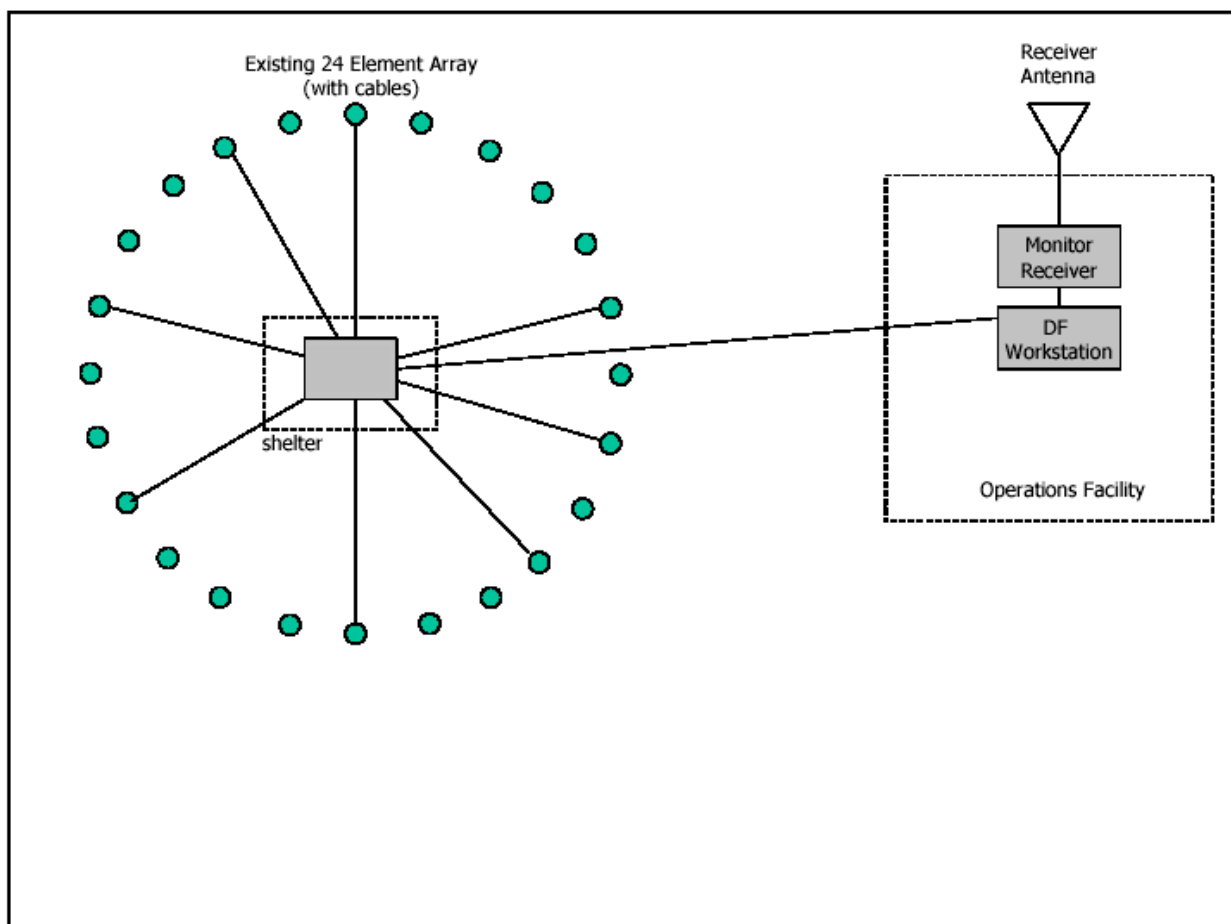 Existing 24 Element Array
(with cables)
Receiver
Antenna
Monitor
Receiver
DF
Workstation
shelter
Operations Facility